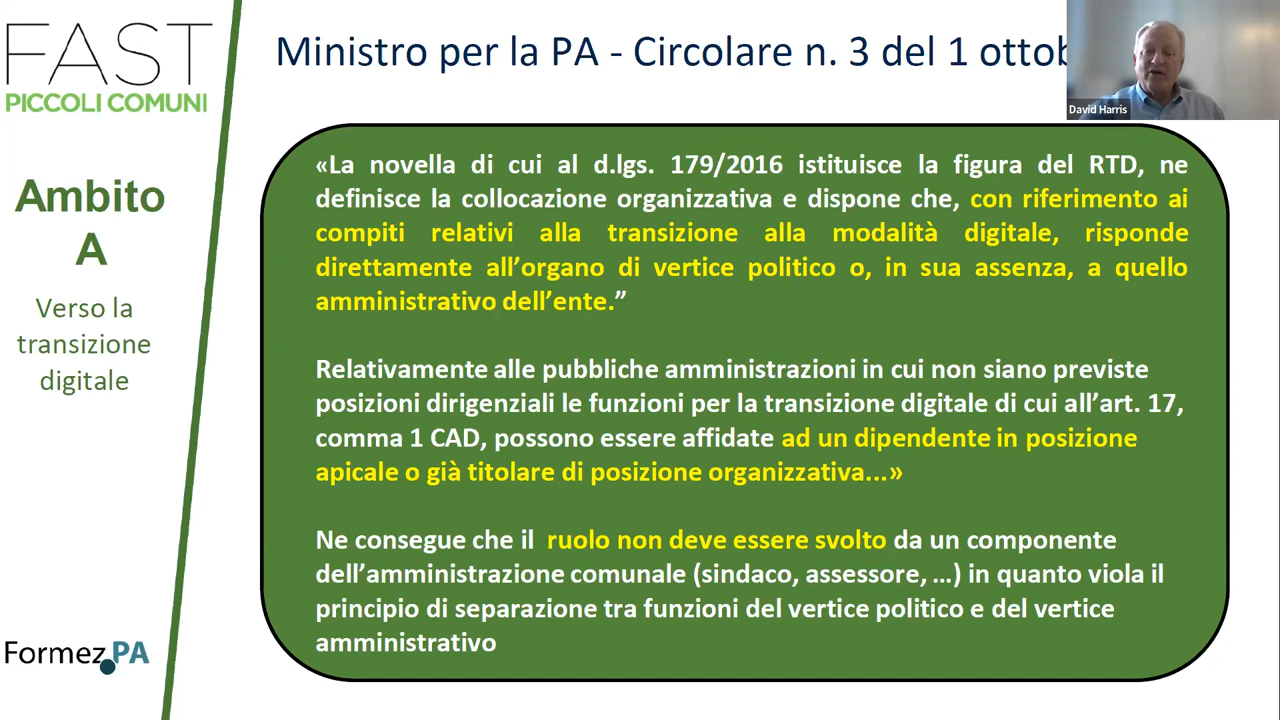 FAST
PICCOLI COMUNI
Ambito
A
Verso la
transizione
digitale
Formez PA
Ministro per la PA - Circolare n. 3 del 1
David Harris
«La novella di cui al d.lgs. 179/2016 istituisce la figura del RTD, ne
definisce la collocazione organizzativa e dispone che, con riferimento ai
compiti relativi alla transizione alla modalità digitale, risponde
direttamente all’organo di vertice politico o, in sua assenza, a quello
amministrativo dell’ente.”
Relativamente alle pubbliche amministrazioni in cui non siano previste
posizioni dirigenziali le funzioni per la transizione digitale di cui all’art. 17,
comma 1 CAD, possono essere affidate ad un dipendente in posizione
apicale o già titolare di posizione organizzativa...»
Ne consegue che il ruolo non deve essere svolto da un componente
dell’amministrazione comunale (sindaco, assessore, …) in quanto viola il
principio di separazione tra funzioni del vertice politico e del vertice
amministrativo